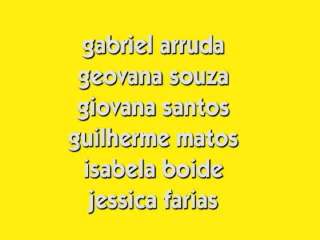 gabriel arruda
geovana souza
giovana santos
guilherme matos
isabela boide
jessica farias